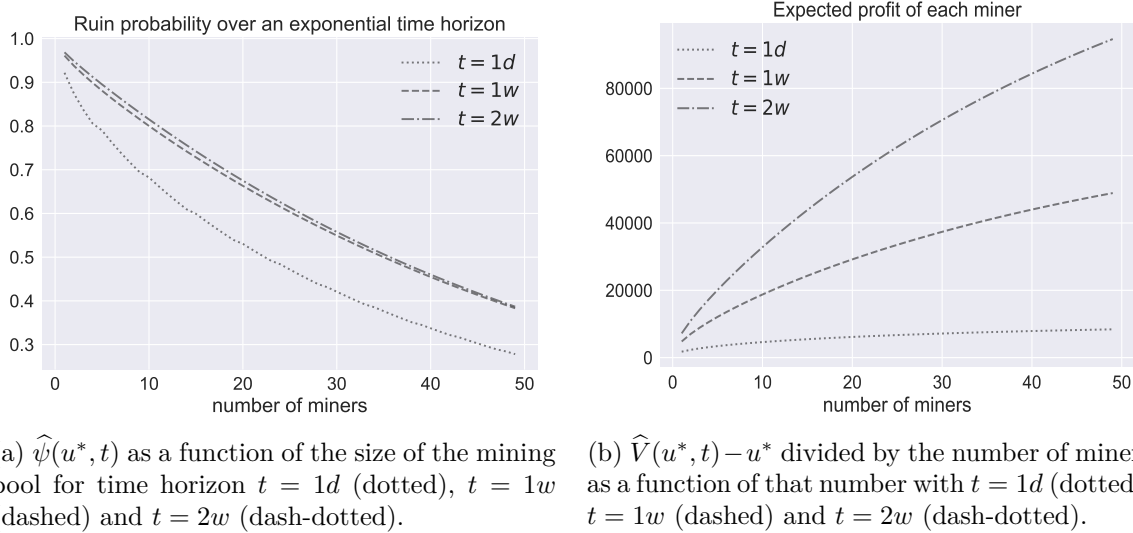 Ruin probability over an exponential time horizon
1.0
0.9
0.8
0.7
0.6
0.5
0.4
0.3
t = 1d
t = 1w
t = 2w
0 10 20 30 40 50
number of miners
a) ψ̂(u*, t) as a function of the size of the mining
pool for time horizon t = 1d (dotted), t = 1w
dashed) and t = 2w (dash-dotted).
Expected profit of each miner
80000
60000
40000
20000
0
t = 1d
t = 1w
t = 2w
0 10 20 30 40 50
number of miners
(b) V̂(u*, t)−u* divided by the number of miner
as a function of that number with t = 1d (dotted
t = 1w (dashed) and t = 2w (dash-dotted).